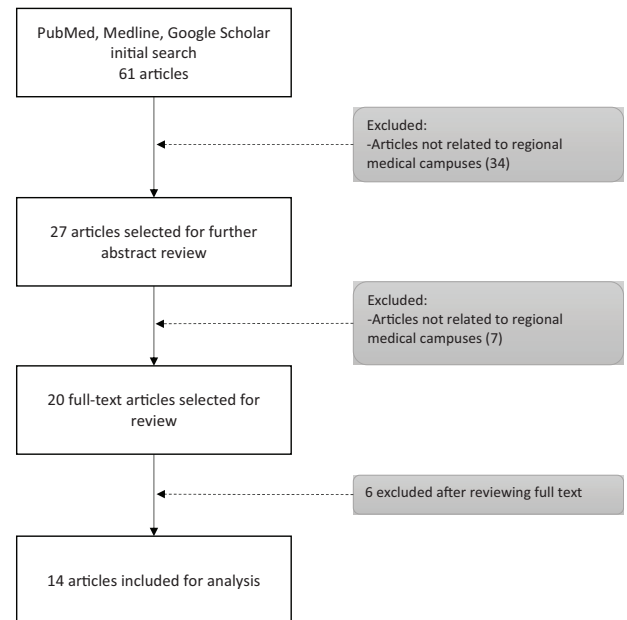 PubMed, Medline, Google Scholar
initial search
61 articles
Excluded:
-Articles not related to regional
medical campuses (34)
27 articles selected for further
abstract review
Excluded:
-Articles not related to regional
medical campuses (7)
20 full-text articles selected for
review
6 excluded after reviewing full text
14 articles included for analysis